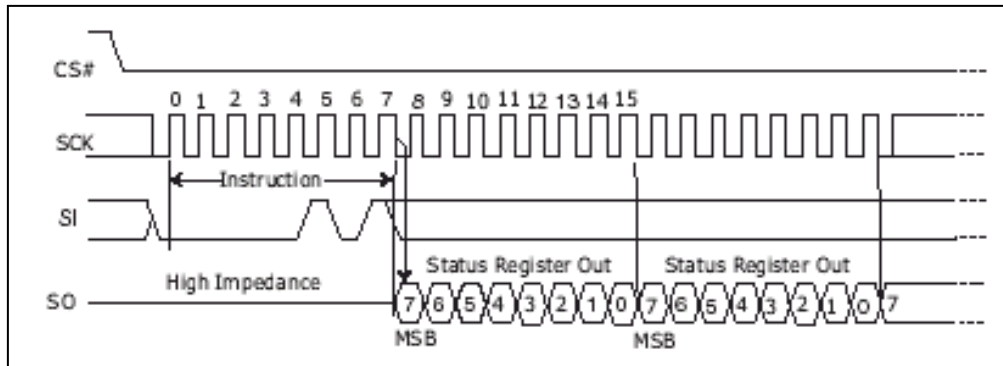 CS#
0 1 2 3 4 5 6 7 8 9 10 11 12 13 14 15
SCK
Instruction
SI
High Impedance
Status Register Out Status Register Out
SO
7 6 5 4 3 2 1 0 7 6 5 4 3 2 1 0 7
MSB MSB